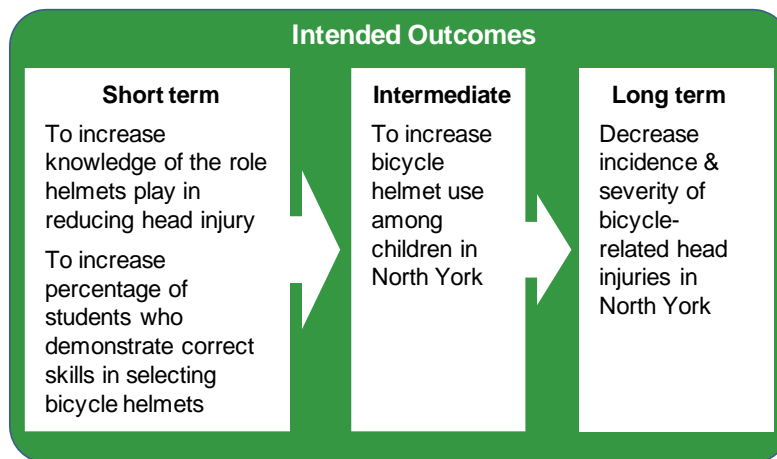 Intended Outcomes
Short term
To increase
knowledge of the role
helmets play in
reducing head injury
To increase
percentage of
students who
demonstrate correct
skills in selecting
bicycle helmets
Intermediate
To increase
bicycle
helmet use
among
children in
North York
Long term
Decrease
incidence &
severity of
bicycle-
related head
injuries in
North York